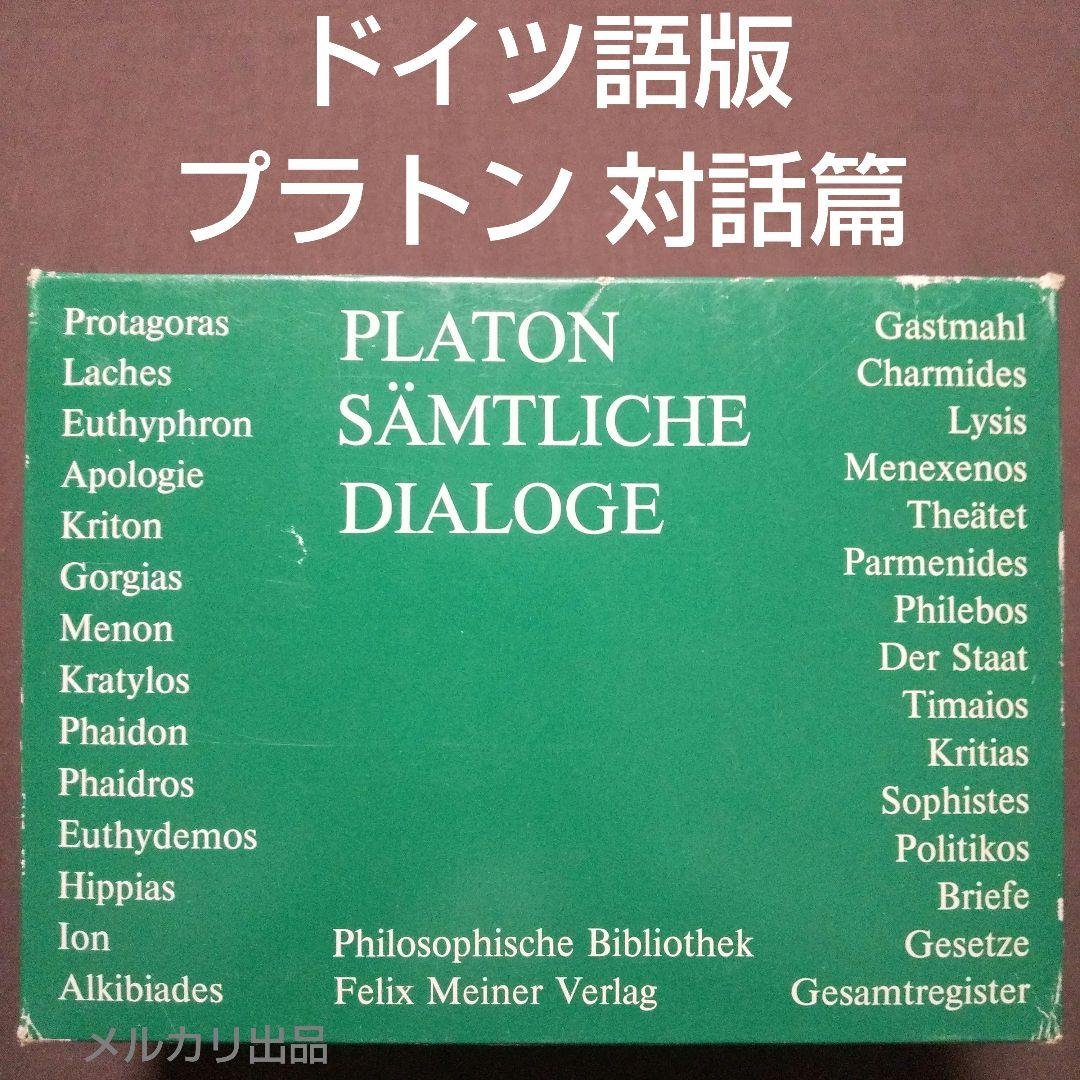 ドイツ語版
プラトン 対話篇
Protagoras
Laches
Euthyphron
Apologie
Kriton
Gorgias
Menon
Kratylos
Phaidon
Phaidros
Euthydemos
Hippias
Ion
Alkibiades
PLATON
SÄMTLICHE
DIALOGE
Philosophische Bibliothek
Felix Meiner Verlag
Gastmahl
Charmides
Lysis
Menexenos
Theätet
Parmenides
Philebos
Der Staat
Timaios
Kritias
Sophistes
Politikos
Briefe
Gesetze
Gesamtregister
メルカリ出品